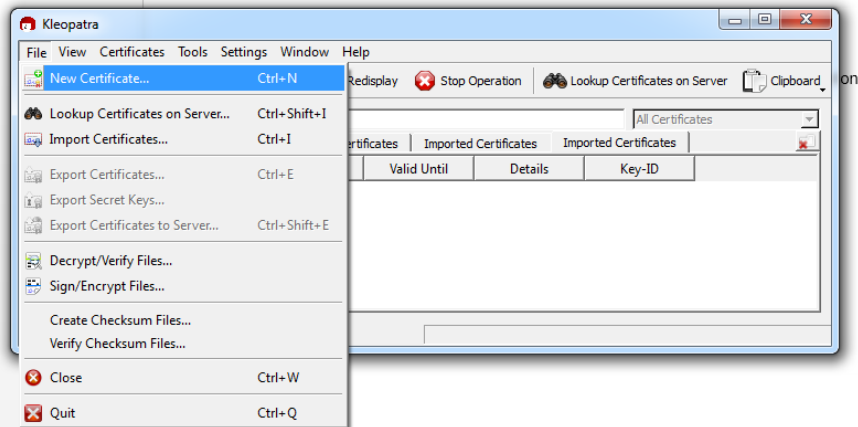 Kleopatra
File View Certificates Tools Settings Window Help
New Certificate... Ctrl+N
Redisplay Stop Operation Lookup Certificates on Server Clipboard
on
Lookup Certificates on Server... Ctrl+Shift+I
All Certificates
Import Certificates... Ctrl+I
Imported Certificates Imported Certificates
Valid Until Details Key-ID
Export Certificates... Ctrl+E
Export Secret Keys...
Export Certificates to Server... Ctrl+Shift+E
Decrypt/Verify Files...
Sign/Encrypt Files...
Create Checksum Files...
Verify Checksum Files...
Close Ctrl+W
Quit Ctrl+Q